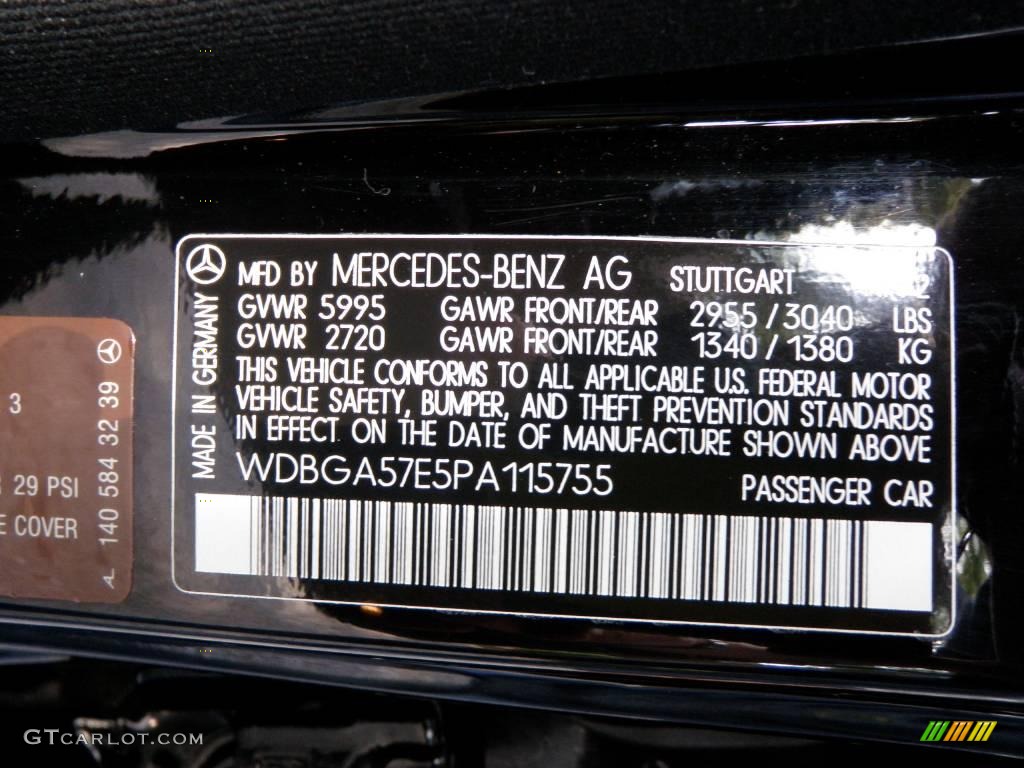 MFD BY MERCEDES-BENZ AG STUTTGART
GVWR 5995 GAWR FRONT/REAR 2955 / 3040 LBS
GVWR 2720 GAWR FRONT/REAR 1340 / 1380 KG
THIS VEHICLE CONFORMS TO ALL APPLICABLE U.S. FEDERAL MOTOR
VEHICLE SAFETY, BUMPER, AND THEFT PREVENTION STANDARDS
IN EFFECT ON THE DATE OF MANUFACTURE SHOWN ABOVE
WDBGA57E5PA115755 PASSENGER CAR
MADE IN GERMANY
3
29 PSI
COVER
140 584 32 39
GTCARLOT.COM